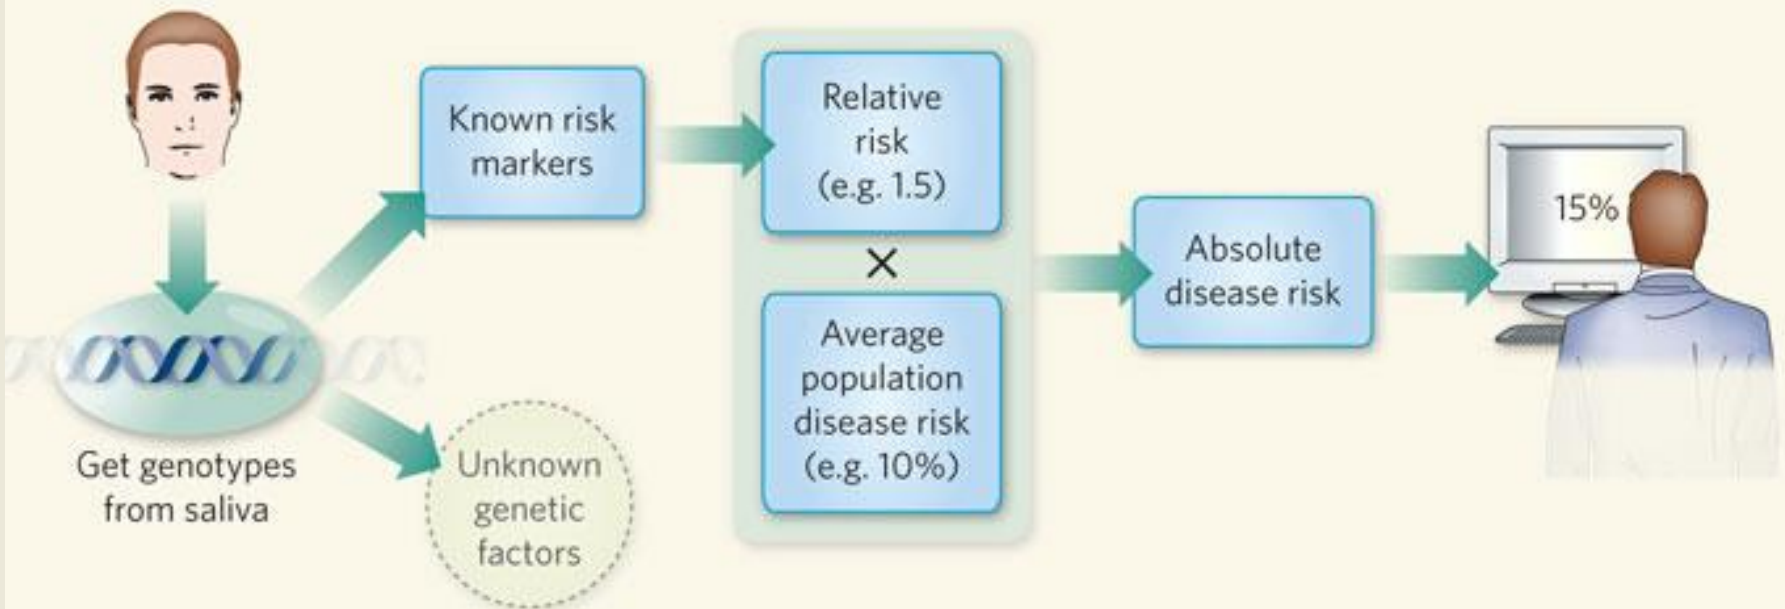 Get genotypes
from saliva
Known risk
markers
Unknown
genetic
factors
Relative
risk
(e.g. 1.5)
×
Average
population
disease risk
(e.g. 10%)
Absolute
disease risk
15%